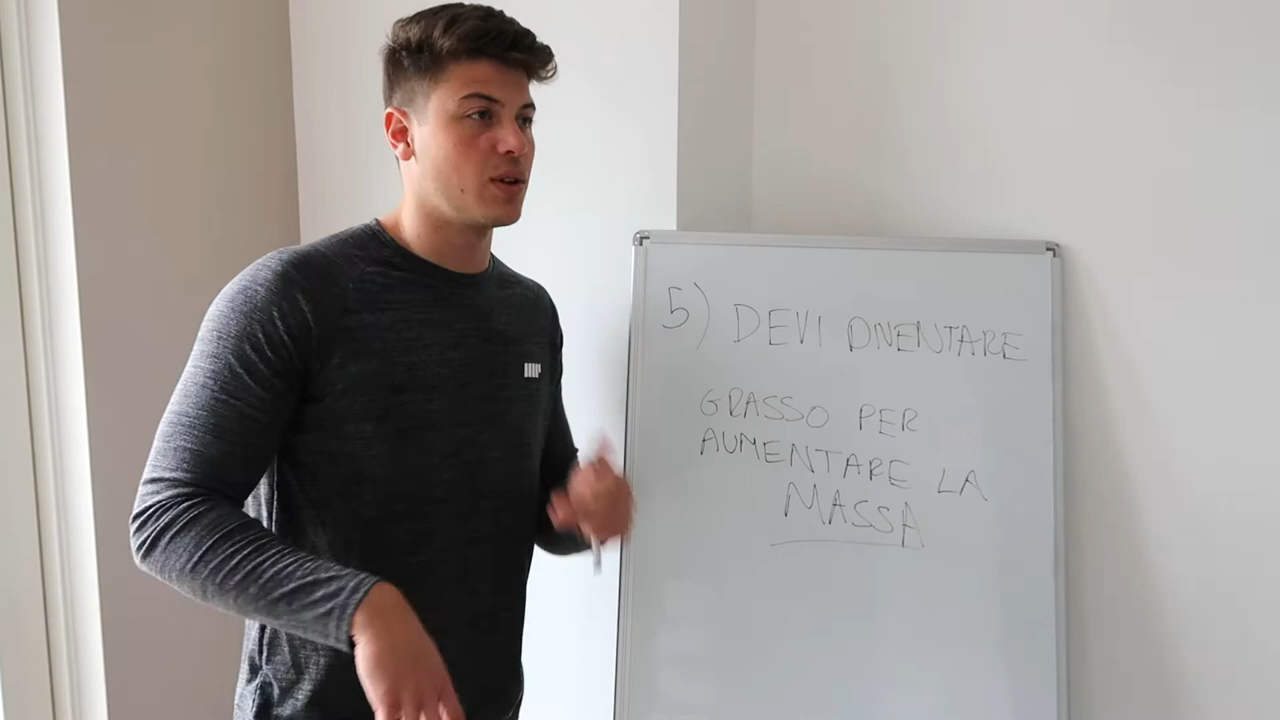 5) DEVI DIVENTARE
GRASSO PER
AUMENTARE LA
MASSA